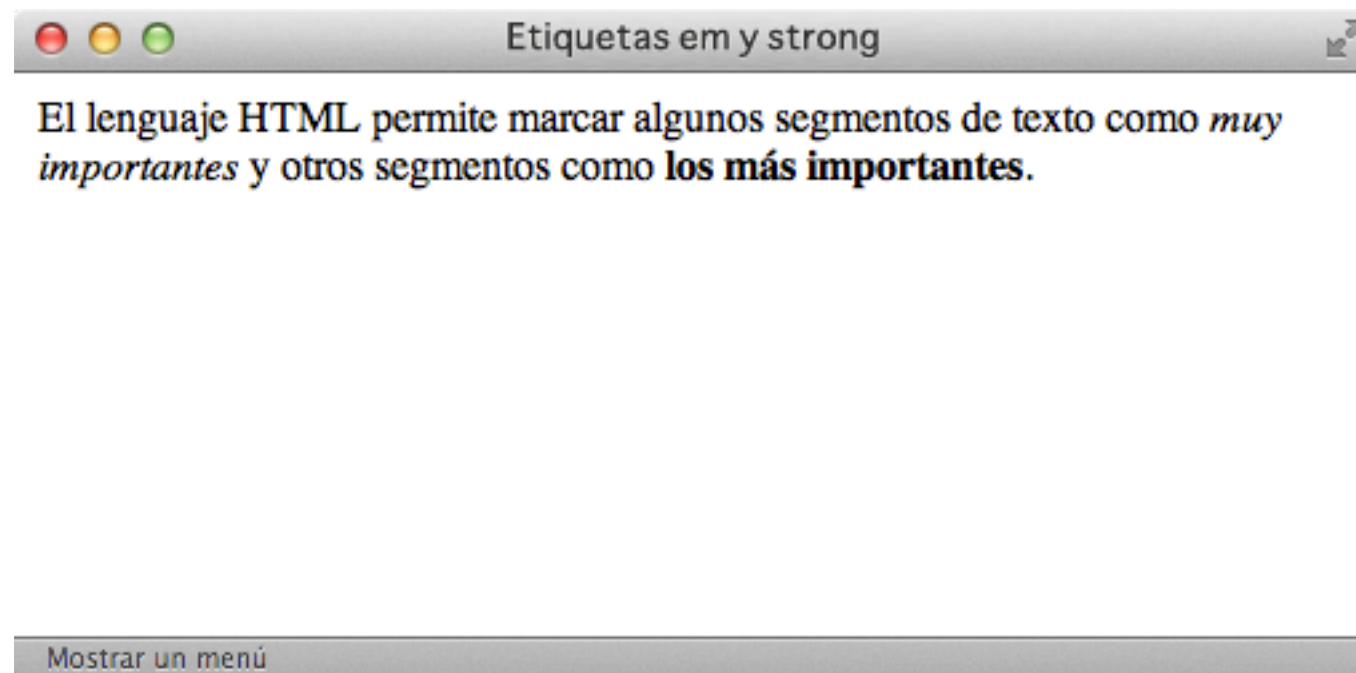 Etiquetas em y strong
El lenguaje HTML permite marcar algunos segmentos de texto como muy
importantes y otros segmentos como los más importantes.
Mostrar un menú